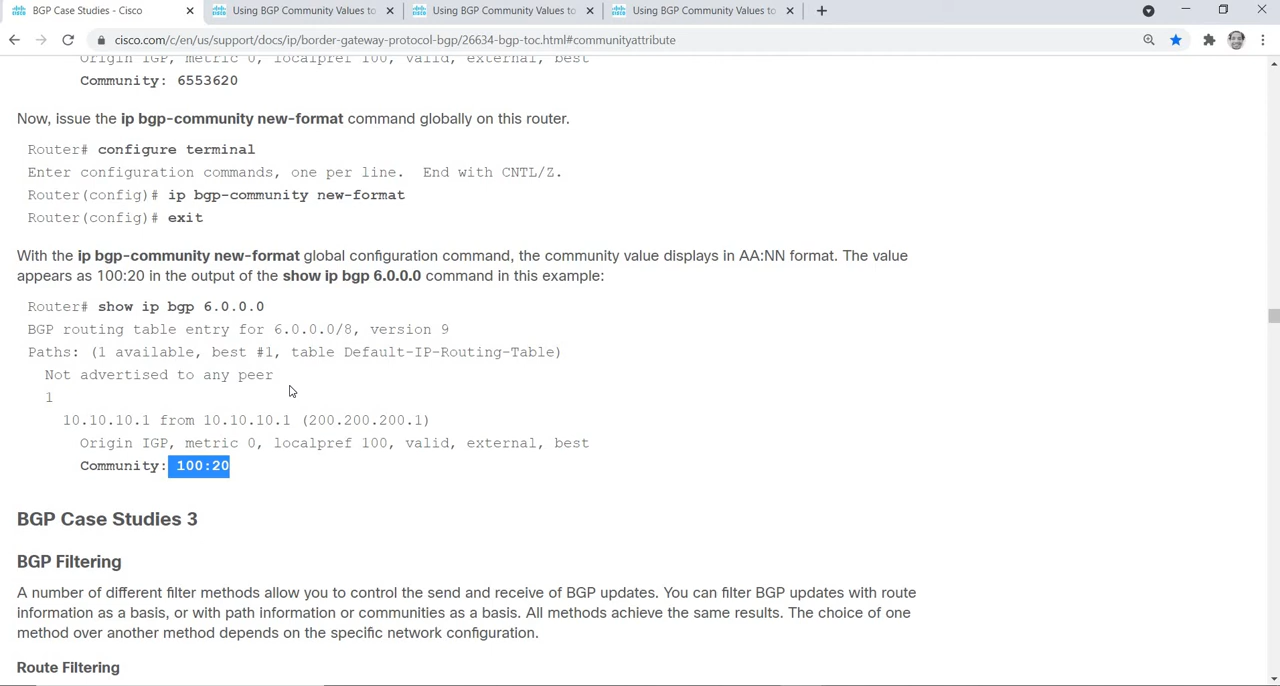 BGP Case Studies - Cisco
Using BGP Community Values to
Using BGP Community Values to
Using BGP Community Values to
cisco.com/c/en/us/support/docs/ip/border-gateway-protocol-bgp/26634-bgp-toc.html#communityattribute
Origin IGP, metric 0, localpref 100, valid, external, best
Community: 6553620
Now, issue the ip bgp-community new-format command globally on this router.
Router# configure terminal
Enter configuration commands, one per line.  End with CNTL/Z.
Router(config)# ip bgp-community new-format
Router(config)# exit
With the ip bgp-community new-format global configuration command, the community value displays in AA:NN format. The value
appears as 100:20 in the output of the show ip bgp 6.0.0.0 command in this example:
Router# show ip bgp 6.0.0.0
BGP routing table entry for 6.0.0.0/8, version 9
Paths: (1 available, best #1, table Default-IP-Routing-Table)
Not advertised to any peer
1
10.10.10.1 from 10.10.10.1 (200.200.200.1)
Origin IGP, metric 0, localpref 100, valid, external, best
Community: 100:20
BGP Case Studies 3
BGP Filtering
A number of different filter methods allow you to control the send and receive of BGP updates. You can filter BGP updates with route
information as a basis, or with path information or communities as a basis. All methods achieve the same results. The choice of one
method over another method depends on the specific network configuration.
Route Filtering